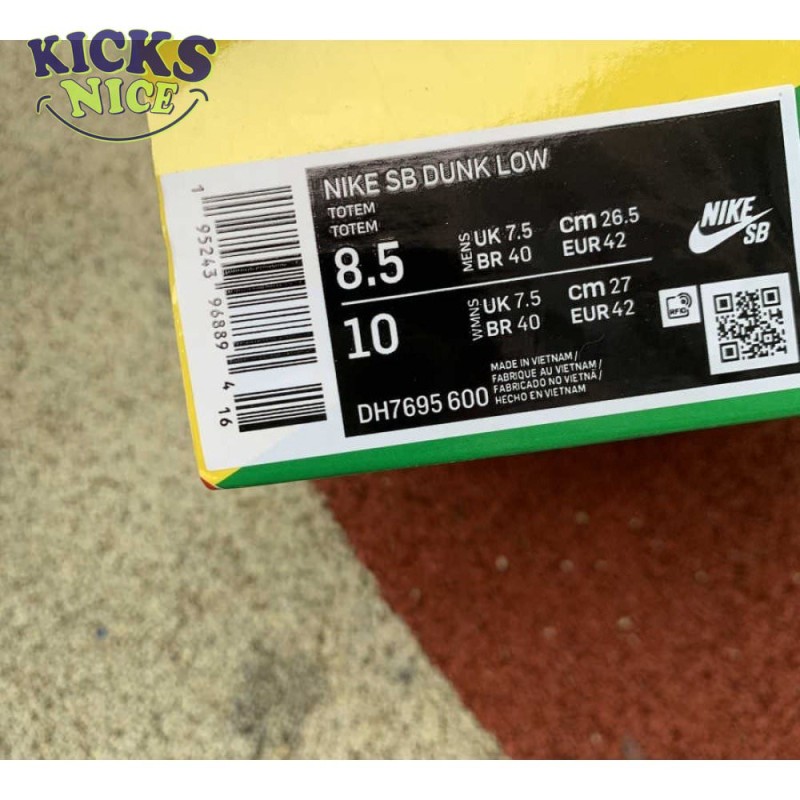 KICKS
NICE
NIKE SB DUNK LOW
TOTEM
TOTEM
8.5
MENS
UK 7.5
BR 40
cm 26.5
EUR 42
10
WMNS
UK 7.5
BR 40
cm 27
EUR 42
NIKE
SB
RFID
DH7695 600
MADE IN VIETNAM /
FABRIQUE AU VIETNAM /
FABRICADO NO VIETNÃ /
HECHO EN VIETNAM
1 95243 96889 4 16